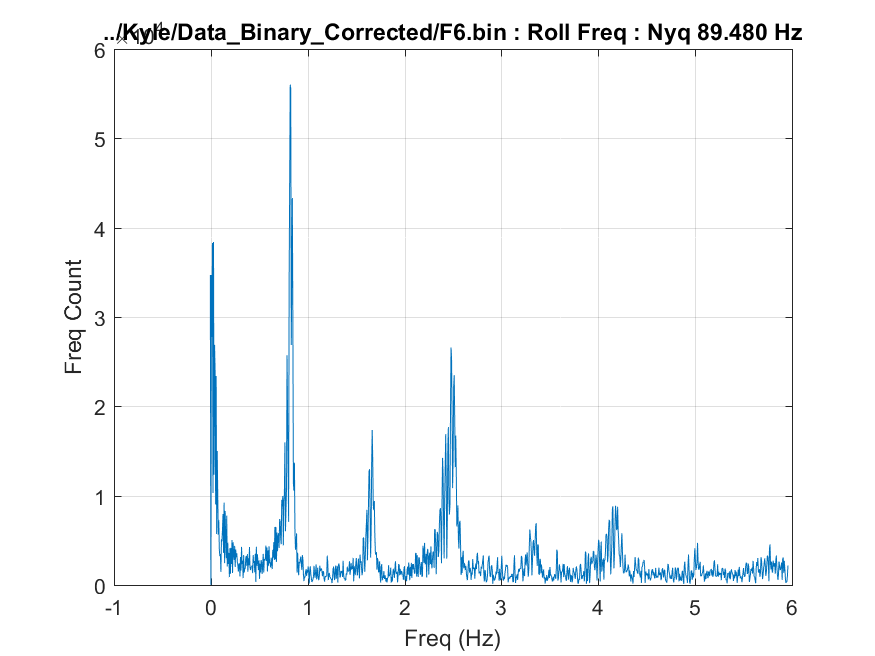 ../Kyle/Data_Binary_Corrected/F6.bin : Roll Freq : Nyq 89.480 Hz
×10⁴
6
5
4
3
2
1
0
Freq Count
-1 0 1 2 3 4 5 6
Freq (Hz)